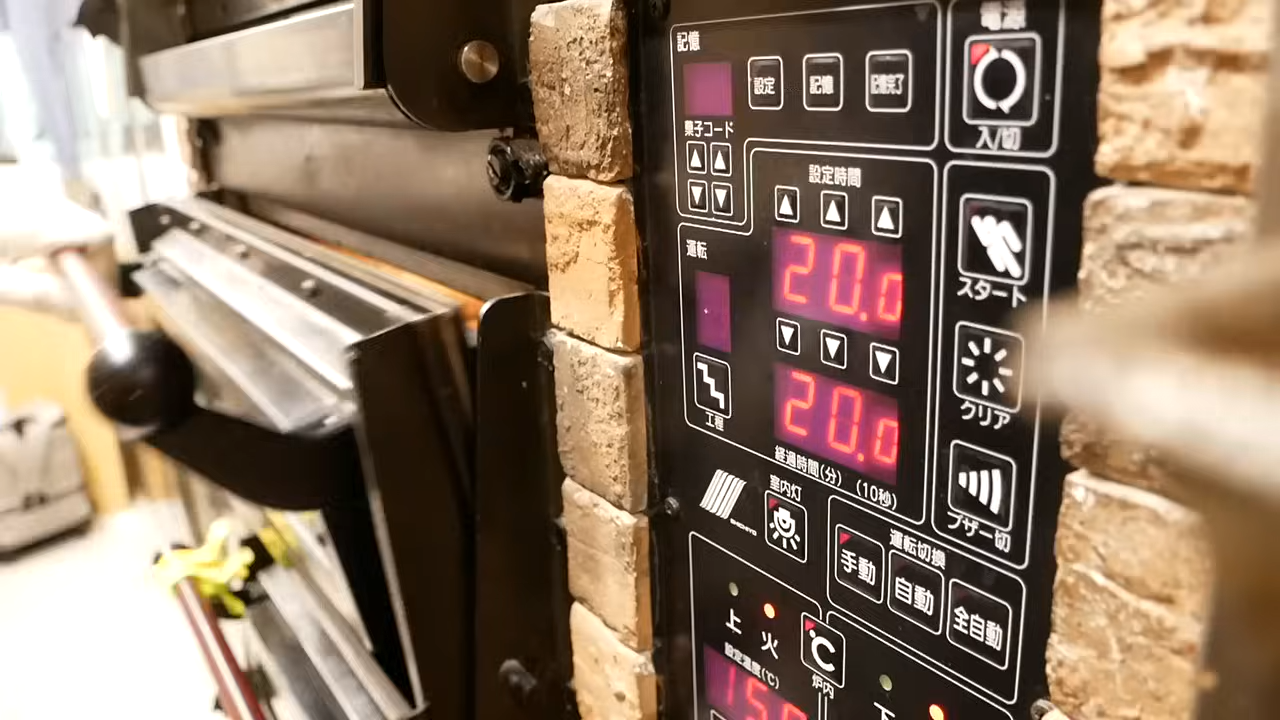 記憶
電源
設定
記憶
記憶完了
菓子コード
入/切
設定時間
運転
20.0
スタート
工程
20.0
クリア
経過時間(分) (10秒)
室内灯
ブザー切
運転切換
手動
自動
全自動
上火
℃
設定温度(℃)
炉内